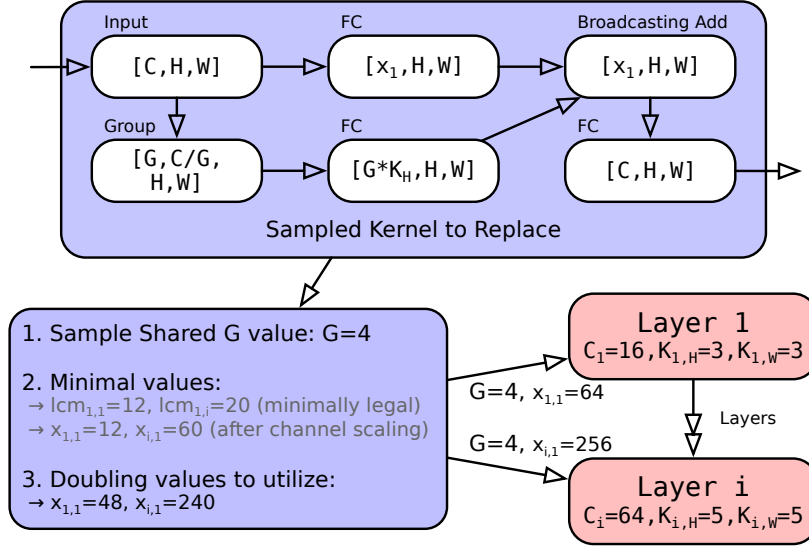 Input
FC
Broadcasting Add
[C,H,W]
[x₁,H,W]
[x₁,H,W]
Group
FC
FC
[G,C/G,
H,W]
[G*K_H,H,W]
[C,H,W]
Sampled Kernel to Replace
1. Sample Shared G value: G=4
2. Minimal values:
→ lcm₁,₁=12, lcm₁,ᵢ=20 (minimally legal)
→ x₁,₁=12, xᵢ,₁=60 (after channel scaling)
3. Doubling values to utilize:
→ x₁,₁=48, xᵢ,₁=240
G=4, x₁,₁=64
G=4, xᵢ,₁=256
Layer 1
C₁=16,K₁,H=3,K₁,W=3
Layers
Layer i
Cᵢ=64,Kᵢ,H=5,Kᵢ,W=5